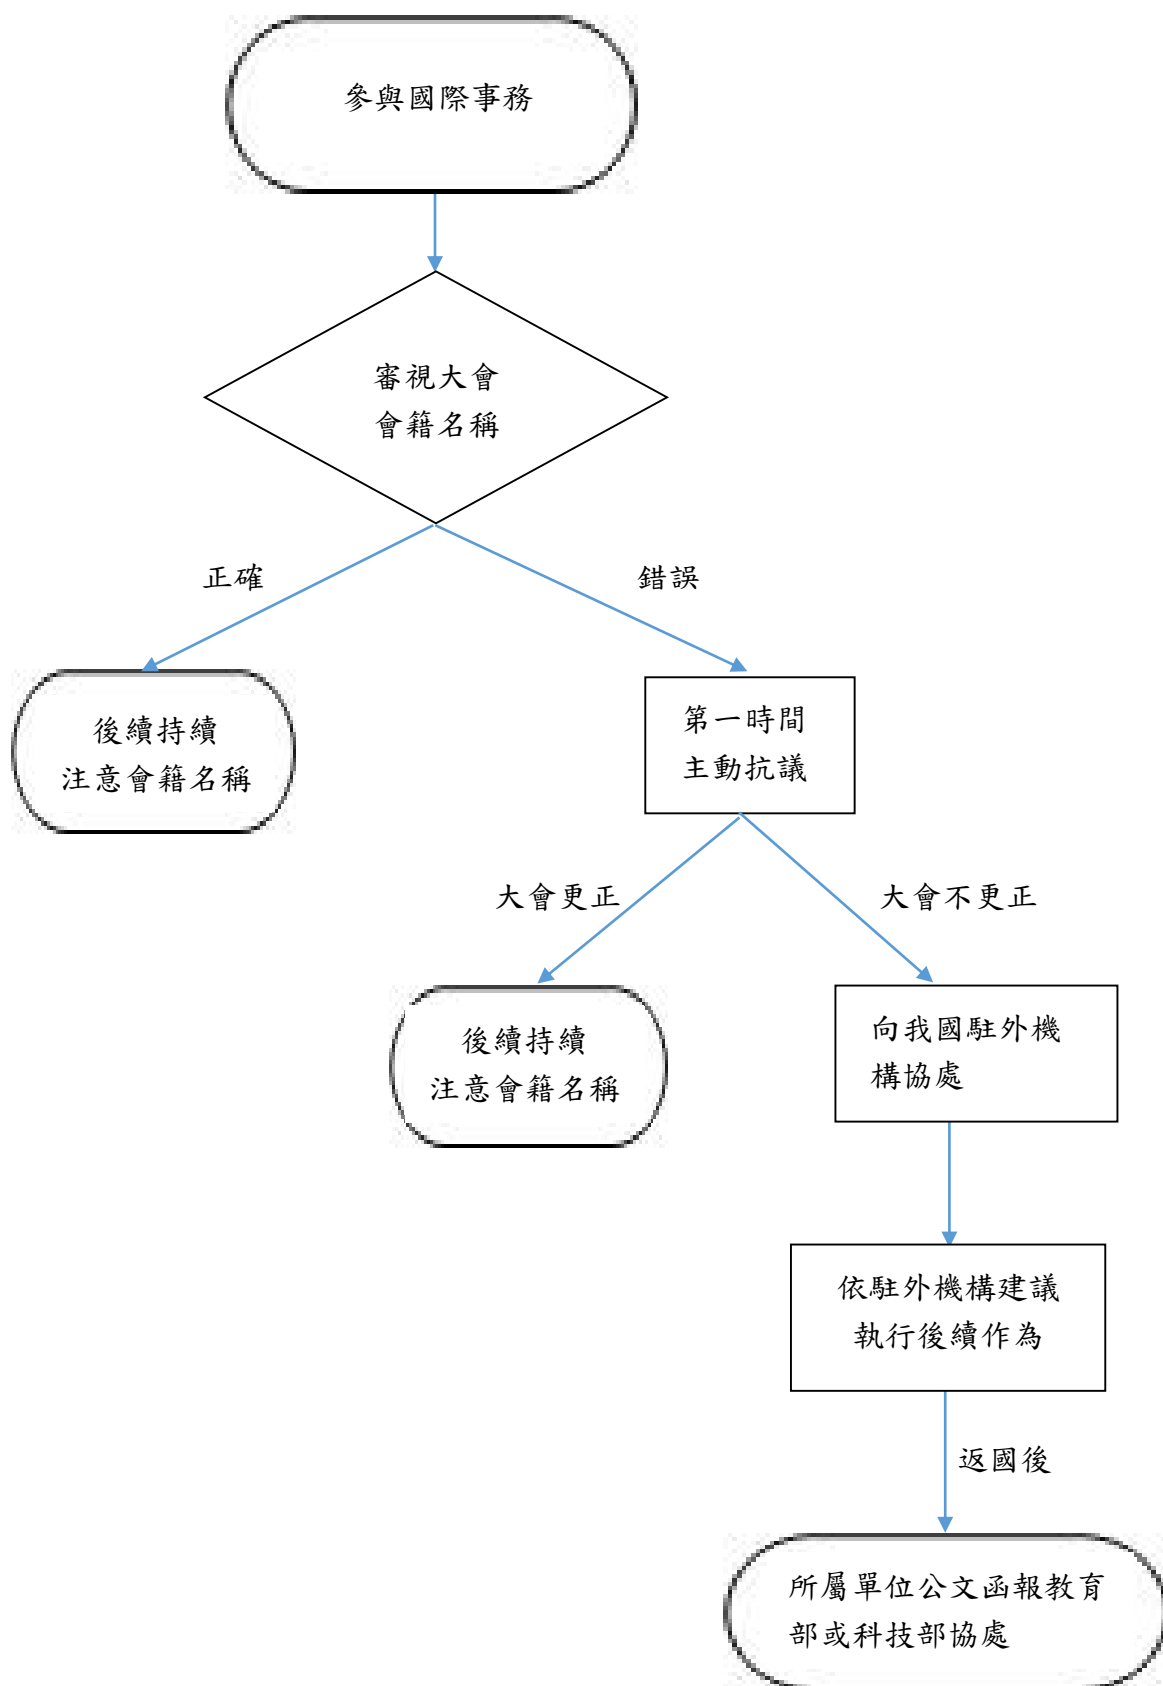 參與國際事務
審視大會
會籍名稱
正確
錯誤
後續持續
注意會籍名稱
第一時間
主動抗議
大會更正
大會不更正
後續持續
注意會籍名稱
向我國駐外機
構協處
依駐外機構建議
執行後續作為
返國後
所屬單位公文函報教育
部或科技部協處